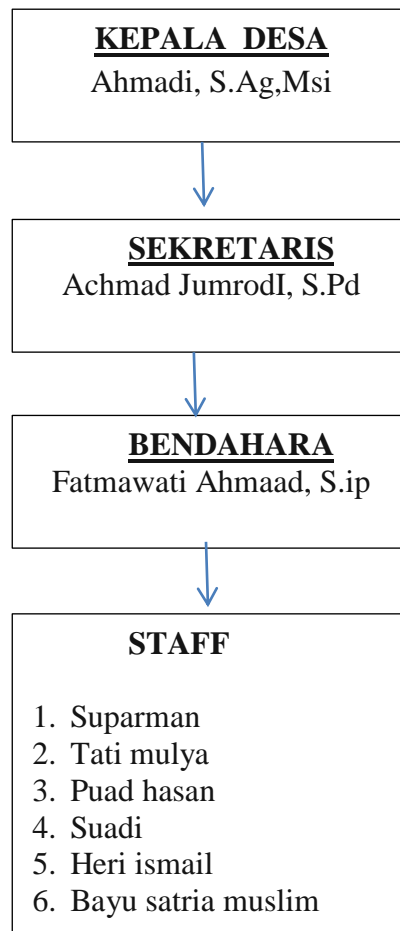 KEPALA  DESA
Ahmadi, S.Ag,Msi
SEKRETARIS
Achmad JumrodI, S.Pd
BENDAHARA
Fatmawati Ahmaad, S.ip
STAFF
1. Suparman
2. Tati mulya
3. Puad hasan
4. Suadi
5. Heri ismail
6. Bayu satria muslim